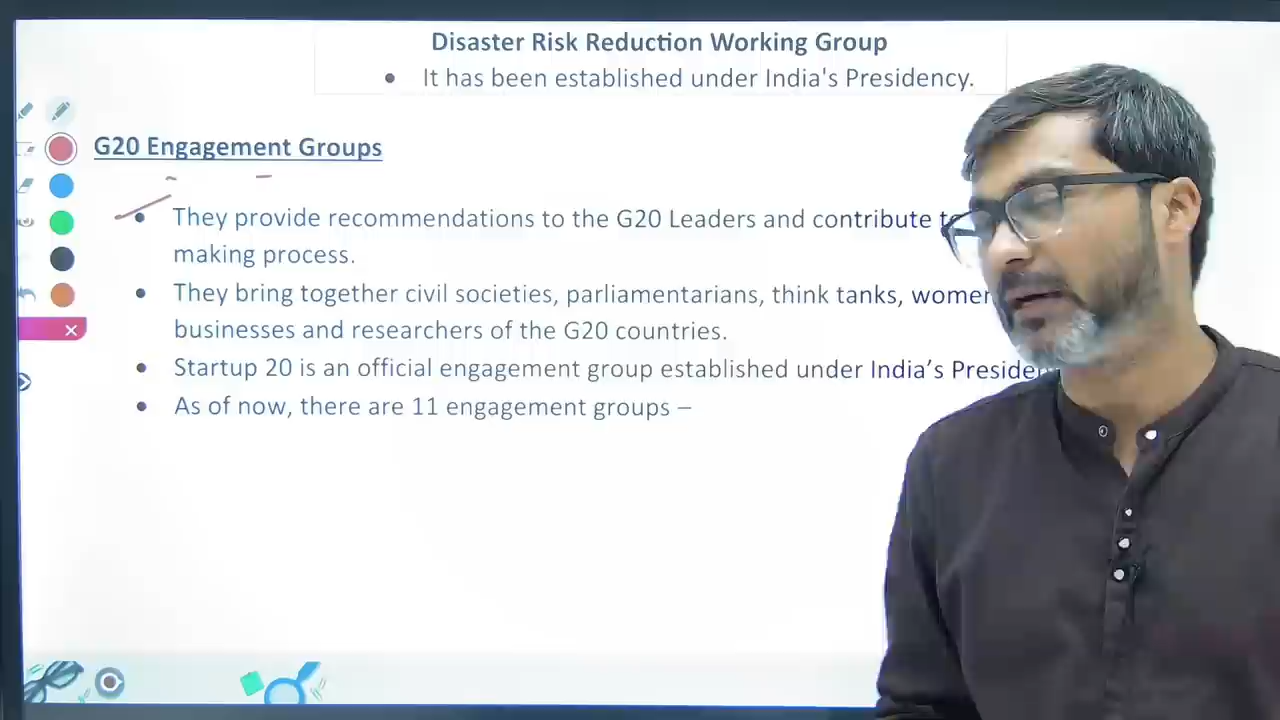 Disaster Risk Reduction Working Group
• It has been established under India's Presidency.
G20 Engagement Groups
• They provide recommendations to the G20 Leaders and contribute
making process.
• They bring together civil societies, parliamentarians, think tanks, women
businesses and researchers of the G20 countries.
• Startup 20 is an official engagement group established under India’s
• As of now, there are 11 engagement groups –